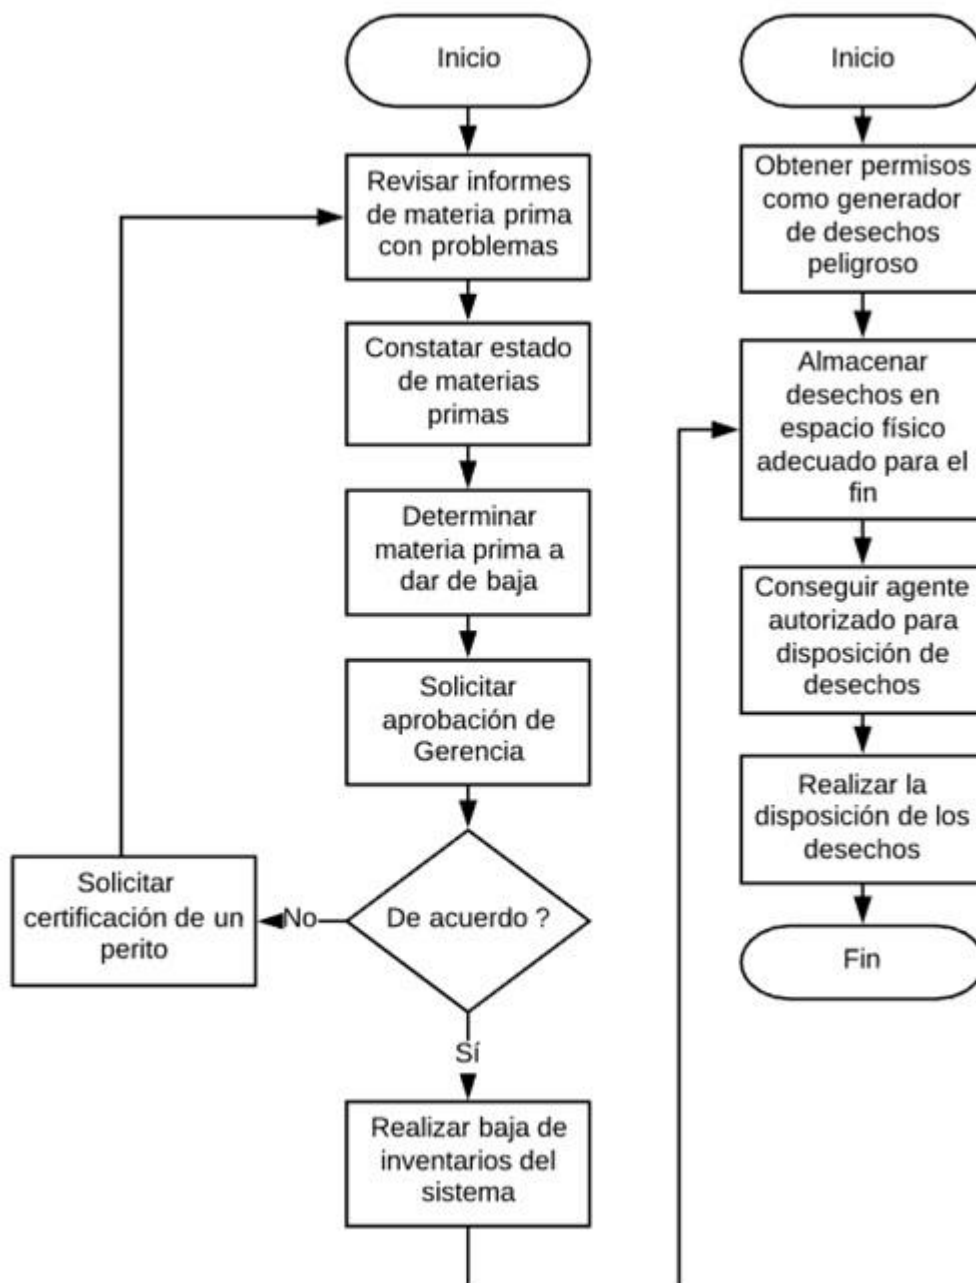 Inicio
Revisar informes
de materia prima
con problemas
Constatar estado
de materias
primas
Determinar
materia prima a
dar de baja
Solicitar
aprobación de
Gerencia
De acuerdo ?
No
Solicitar
certificación de un
perito
Sí
Realizar baja de
inventarios del
sistema
Inicio
Obtener permisos
como generador
de desechos
peligroso
Almacenar
desechos en
espacio físico
adecuado para el
fin
Conseguir agente
autorizado para
disposición de
desechos
Realizar la
disposición de los
desechos
Fin